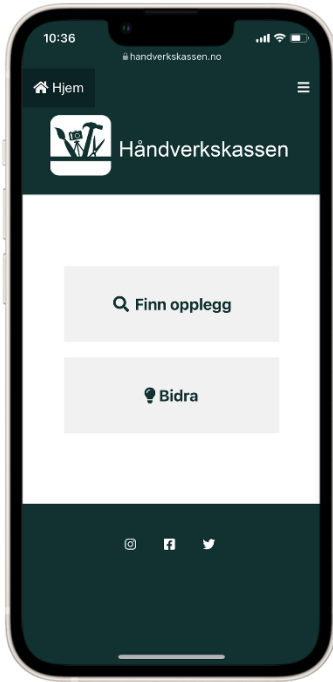 10:36
handverkskassen.no
Hjem
Håndverkskassen
Finn opplegg
Bidra